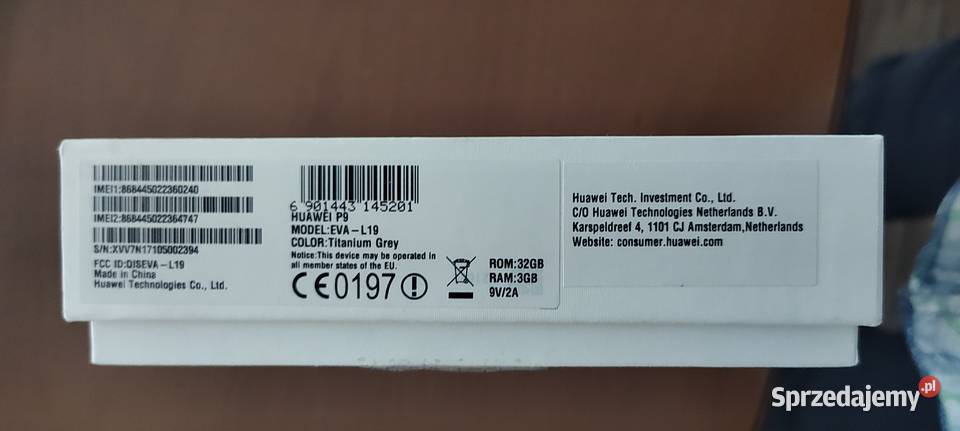 IMEI1:868445022360240
IMEI2:868445022364747
S/N:XVV7N17105002394
FCC ID:QISEVA-L19
Made in China
Huawei Technologies Co., Ltd.
6 901443 145201
HUAWEI P9
MODEL:EVA-L19
COLOR:Titanium Grey
Notice:This device may be operated in
all member states of the EU.
CE0197
ROM:32GB
RAM:3GB
9V/2A
Huawei Tech. Investment Co., Ltd.
C/O Huawei Technologies Netherlands B.V.
Karspeldreef 4, 1101 CJ Amsterdam,Netherlands
Website: consumer.huawei.com
Sprzedajemy.pl